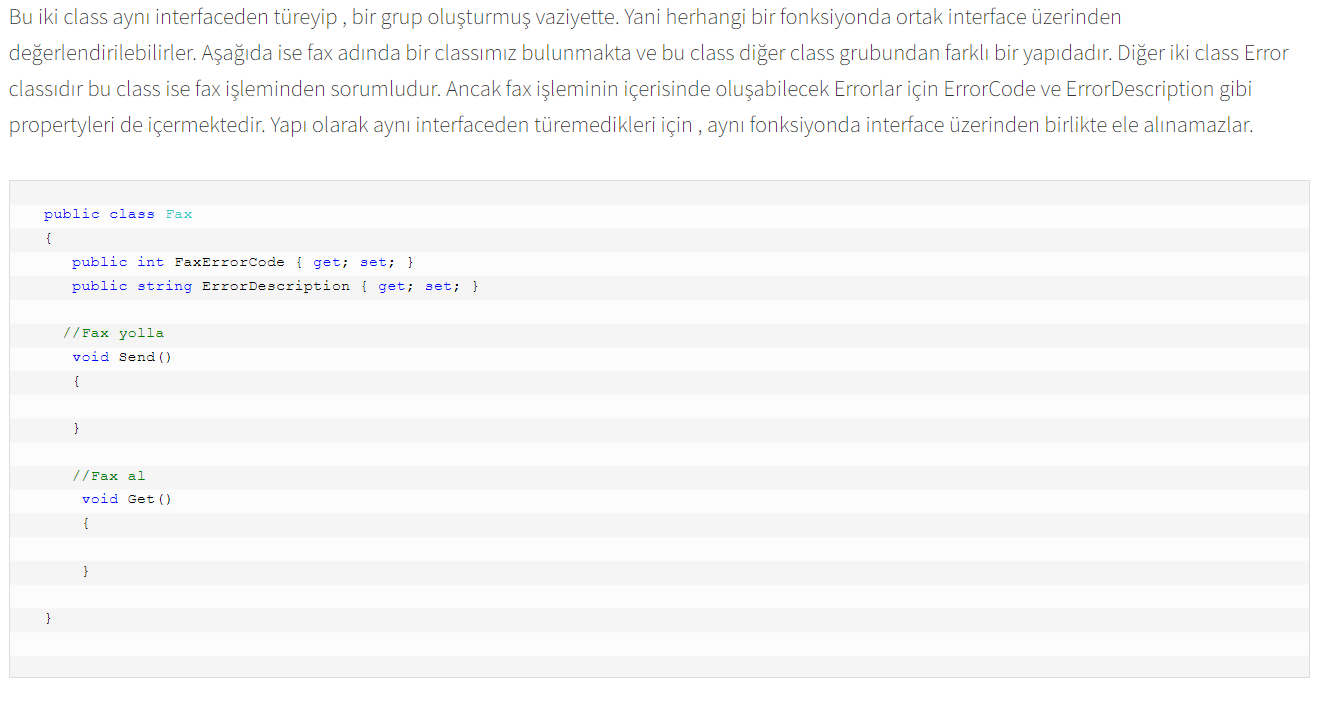 Bu iki class aynı interfaceden türeyip , bir grup oluşturmuş vaziyette. Yani herhangi bir fonksiyonda ortak interface üzerinden
değerlendirilebilirler. Aşağıda ise fax adında bir classımız bulunmakta ve bu class diğer class grubundan farklı bir yapıdadır. Diğer iki class Error
classıdır bu class ise fax işleminden sorumludur. Ancak fax işleminin içerisinde oluşabilecek Errorlar için ErrorCode ve ErrorDescription gibi
propertyleri de içermektedir. Yapı olarak aynı interfaceden türemedikleri için , aynı fonksiyonda interface üzerinden birlikte ele alınamazlar.
public class Fax
{
public int FaxErrorCode { get; set; }
public string ErrorDescription { get; set; }
//Fax yolla
void Send()
{
}
//Fax al
void Get()
{
}
}